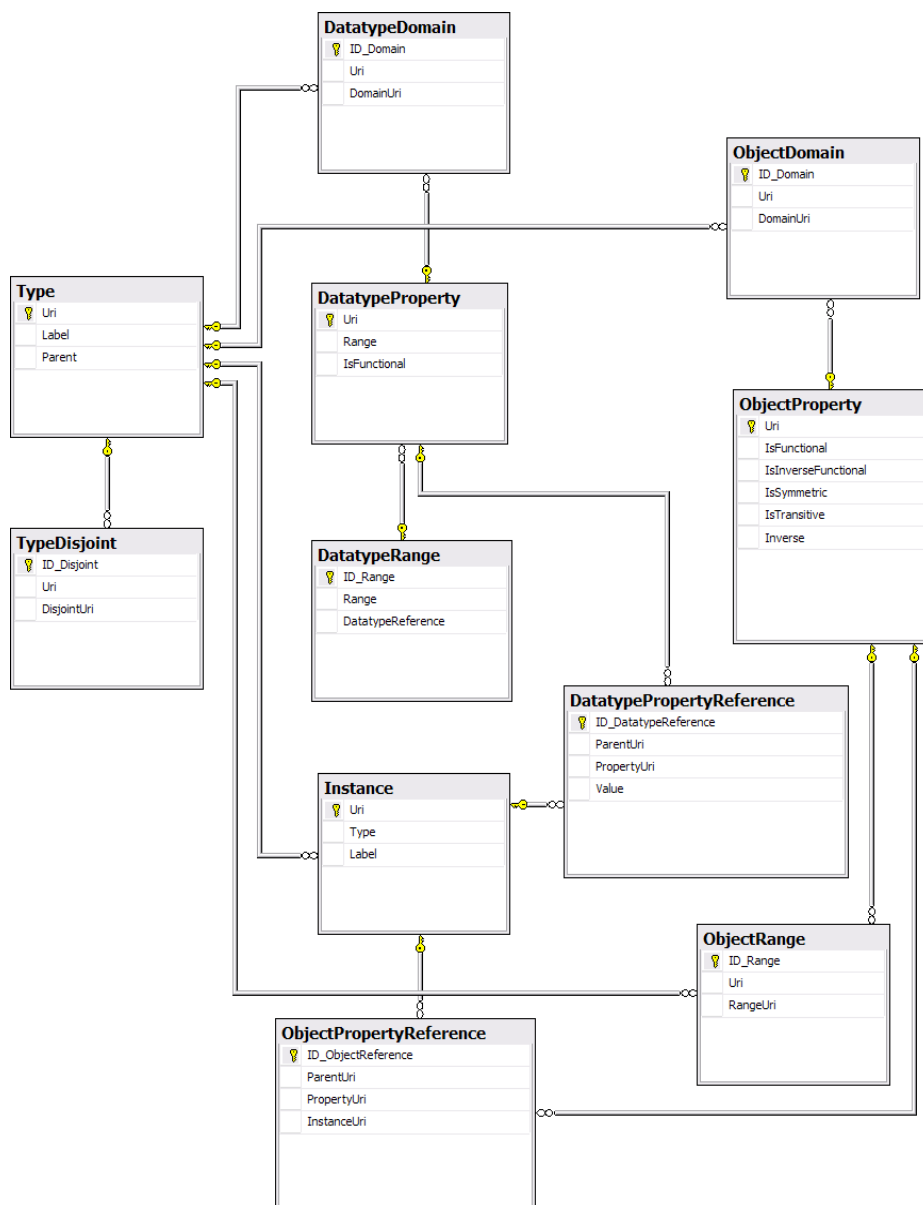 DatatypeDomain
ID_Domain
Uri
DomainUri
ObjectDomain
ID_Domain
Uri
DomainUri
Type
Uri
Label
Parent
DatatypeProperty
Uri
Range
IsFunctional
ObjectProperty
Uri
IsFunctional
IsInverseFunctional
IsSymmetric
IsTransitive
Inverse
TypeDisjoint
ID_Disjoint
Uri
DisjointUri
DatatypeRange
ID_Range
Range
DatatypeReference
DatatypePropertyReference
ID_DatatypeReference
ParentUri
PropertyUri
Value
Instance
Uri
Type
Label
ObjectRange
ID_Range
Uri
RangeUri
ObjectPropertyReference
ID_ObjectReference
ParentUri
PropertyUri
InstanceUri